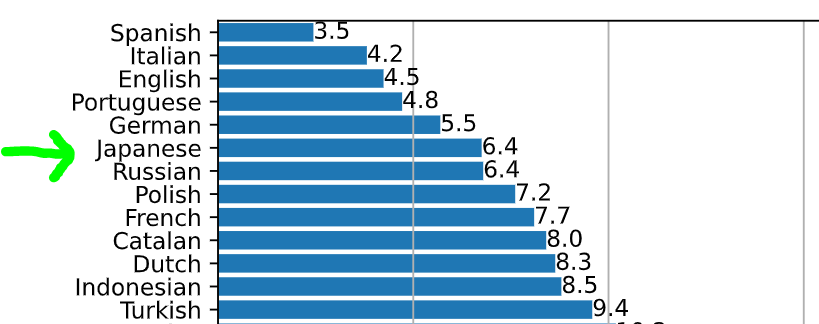 Spanish 3.5
Italian 4.2
English 4.5
Portuguese 4.8
German 5.5
Japanese 6.4
Russian 6.4
Polish 7.2
French 7.7
Catalan 8.0
Dutch 8.3
Indonesian 8.5
Turkish 9.4